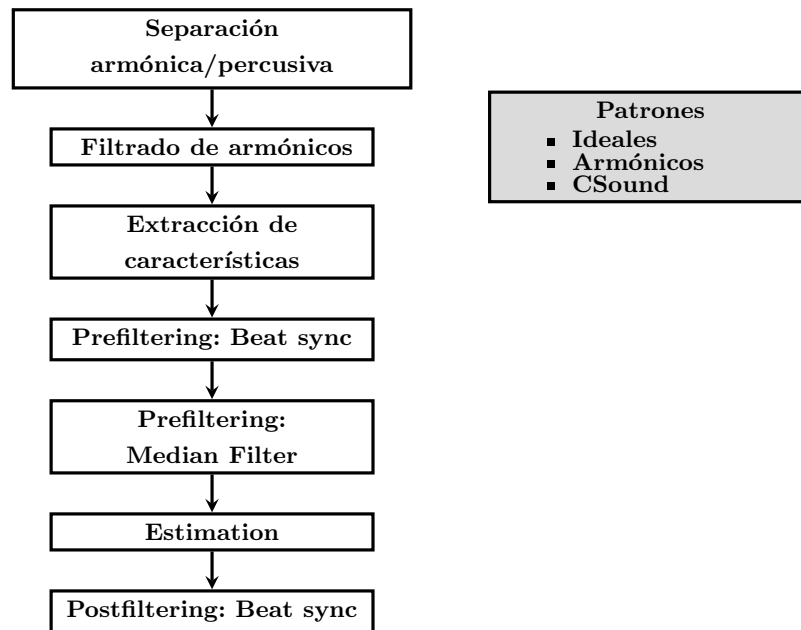 Separación
armónica/percusiva
Filtrado de armónicos
Extracción de
características
Prefiltering: Beat sync
Prefiltering:
Median Filter
Estimation
Postfiltering: Beat sync
Patrones
▪ Ideales
▪ Armónicos
▪ CSound